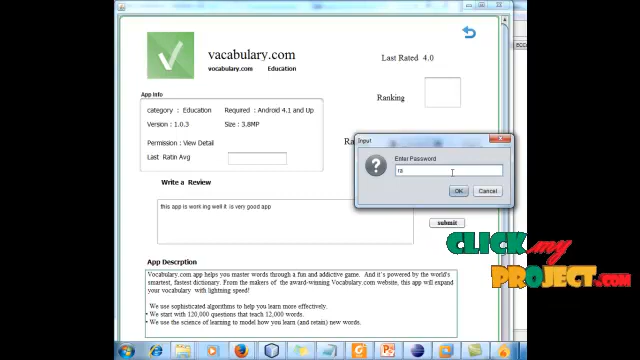 vacabulary.com
vocabulary.com Education
Last Rated 4.0
Ranking
App Info
category : Education Required : Android 4.1 and Up
Version : 1.0.3 Size : 3.8MP
Permission : View Detail
Last Ratin Avg
Input
Enter Password
ra
OK Cancel
Write a Review
this app is work ing well it is very good app
submit
CLICK my
PROJECT.COM
App Descrption
Vocabulary.com app helps you master words through a fun and addictive game. And it's powered by the world's
smartest, fastest dictionary. From the makers of the award-winning Vocabulary.com website, this app will expand
your vocabulary with lightning speed!
We use sophisticated algorithms to help you learn more effectively.
• We start with 120,000 questions that teach 12,000 words.
• We use the science of learning to model how you learn (and retain) new words.